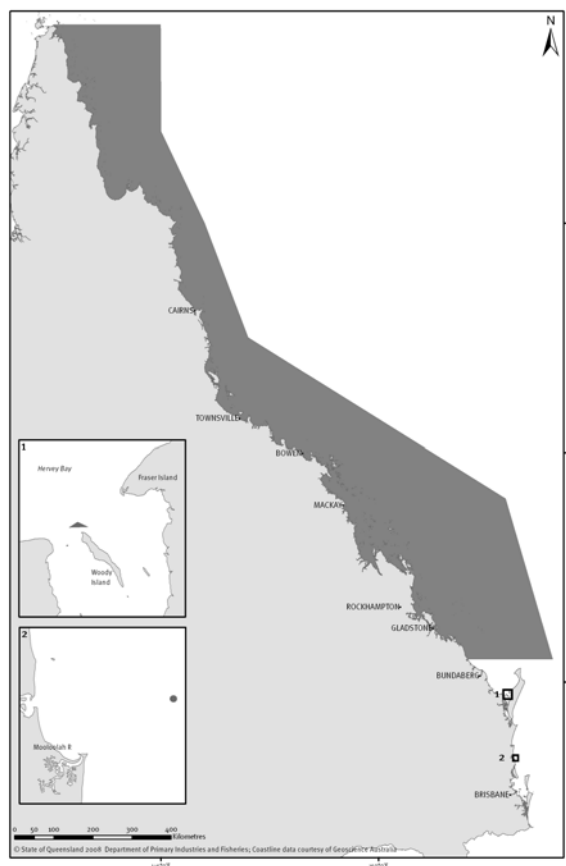 N
CAIRNS
TOWNSVILLE
BOWEN
1
Hervey Bay
Fraser Island
MACKAY
Woody
Island
ROCKHAMPTON
GLADSTONE
2
BUNDABERG
1
Mooloolah R
2
BRISBANE
0 50 100 200 300 400
Kilometres
© State of Queensland 2008 Department of Primary Industries and Fisheries; Coastline data courtesy of Geoscience Australia